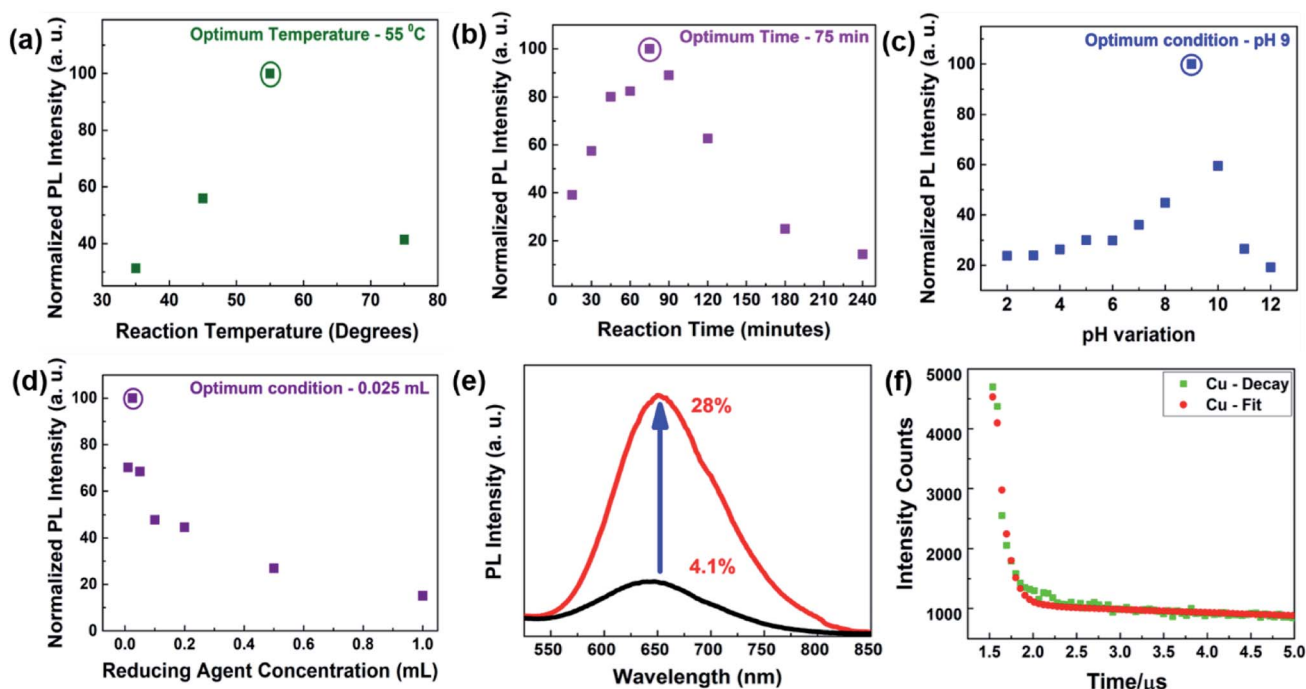 (a)
Optimum Temperature - 55 ⁰C
Normalized PL Intensity (a. u.)
100
80
60
40
30 40 50 60 70 80
Reaction Temperature (Degrees)
(b)
Optimum Time - 75 min
Normalized PL Intensity (a. u.)
100
80
60
40
20
0 30 60 90 120 150 180 210 240
Reaction Time (minutes)
(c)
Optimum condition - pH 9
Normalized PL Intensity (a. u.)
100
80
60
40
20
0
2 4 6 8 10 12
pH variation
(d)
Optimum condition - 0.025 mL
Normalized PL Intensity (a. u.)
100
80
60
40
20
0
0.0 0.2 0.4 0.6 0.8 1.0
Reducing Agent Concentration (mL)
(e)
28%
4.1%
PL Intensity (a. u.)
550 600 650 700 750 800 850
Wavelength (nm)
(f)
Cu - Decay
Cu - Fit
Intensity Counts
5000
4000
3000
2000
1000
1.5 2.0 2.5 3.0 3.5 4.0 4.5 5.0
Time/μs